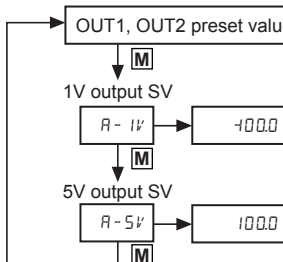 OUT1, OUT2 preset valu
M
1V output SV
A-1V
-100.0
M
5V output SV
A-5V
100.0
M